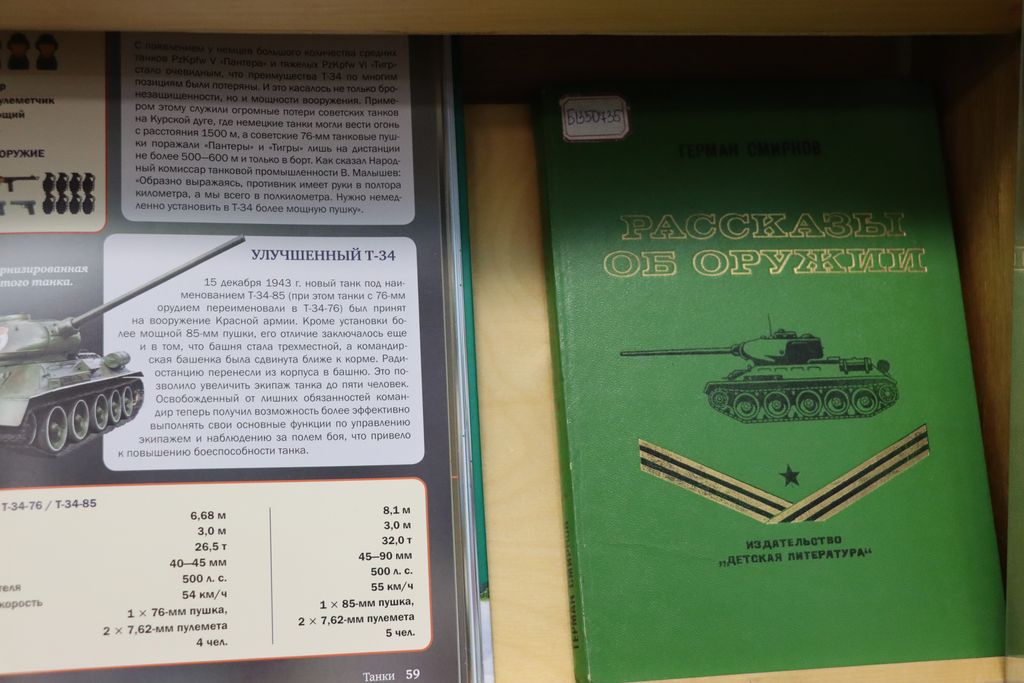 улеметчик
ющий
ОРУЖИЕ
С появлением у немцев большого количества средних
танков PzKpfw V «Пантера» и тяжелых PzKpfw VI «Тигр»
стало очевидным, что преимущества Т-34 по многим
позициям были потеряны. И это касалось не только бро-
незащищенности, но и мощности вооружения. Приме-
ром этому служили огромные потери советских танков
на Курской дуге, где немецкие танки могли вести огонь
с расстояния 1500 м, а советские 76-мм танковые пуш-
ки поражали «Пантеры» и «Тигры» лишь на дистанции
не более 500—600 м и только в борт. Как сказал Народ-
ный комиссар танковой промышленности В. Малышев:
«Образно выражаясь, противник имеет руки в полтора
километра, а мы всего в полкилометра. Нужно немед-
ленно установить в Т-34 более мощную пушку».
рнизированная
того танка.
УЛУЧШЕННЫЙ Т-34
15 декабря 1943 г. новый танк под наи-
менованием Т-34-85 (при этом танки с 76-мм
орудием переименовали в Т-34-76) был принят
на вооружение Красной армии. Кроме установки бо-
лее мощной 85-мм пушки, его отличие заключалось еще
и в том, что башня стала трехместной, а командир-
ская башенка была сдвинута ближе к корме. Ради-
останцию перенесли из корпуса в башню. Это по-
зволило увеличить экипаж танка до пяти человек.
Освобожденный от лишних обязанностей коман-
дир теперь получил возможность более эффективно
выполнять свои основные функции по управлению
экипажем и наблюдению за полем боя, что привело
к повышению боеспособности танка.
Т-34-76 / Т-34-85
6,68 м 8,1 м
3,0 м 3,0 м
26,5 т 32,0 т
40—45 мм 45—90 мм
500 л. с. 500 л. с.
теля 54 км/ч 55 км/ч
корость
1 × 76-мм пушка, 1 × 85-мм пушка,
2 × 7,62-мм пулемета 2 × 7,62-мм пулемета
4 чел. 5 чел.
Танки 59
Б1350735
ГЕРМАН СМИРНОВ
РАССКАЗЫ
ОБ ОРУЖИИ
ИЗДАТЕЛЬСТВО
„ДЕТСКАЯ ЛИТЕРАТУРА“
ГЕРМАН СМИРНОВ